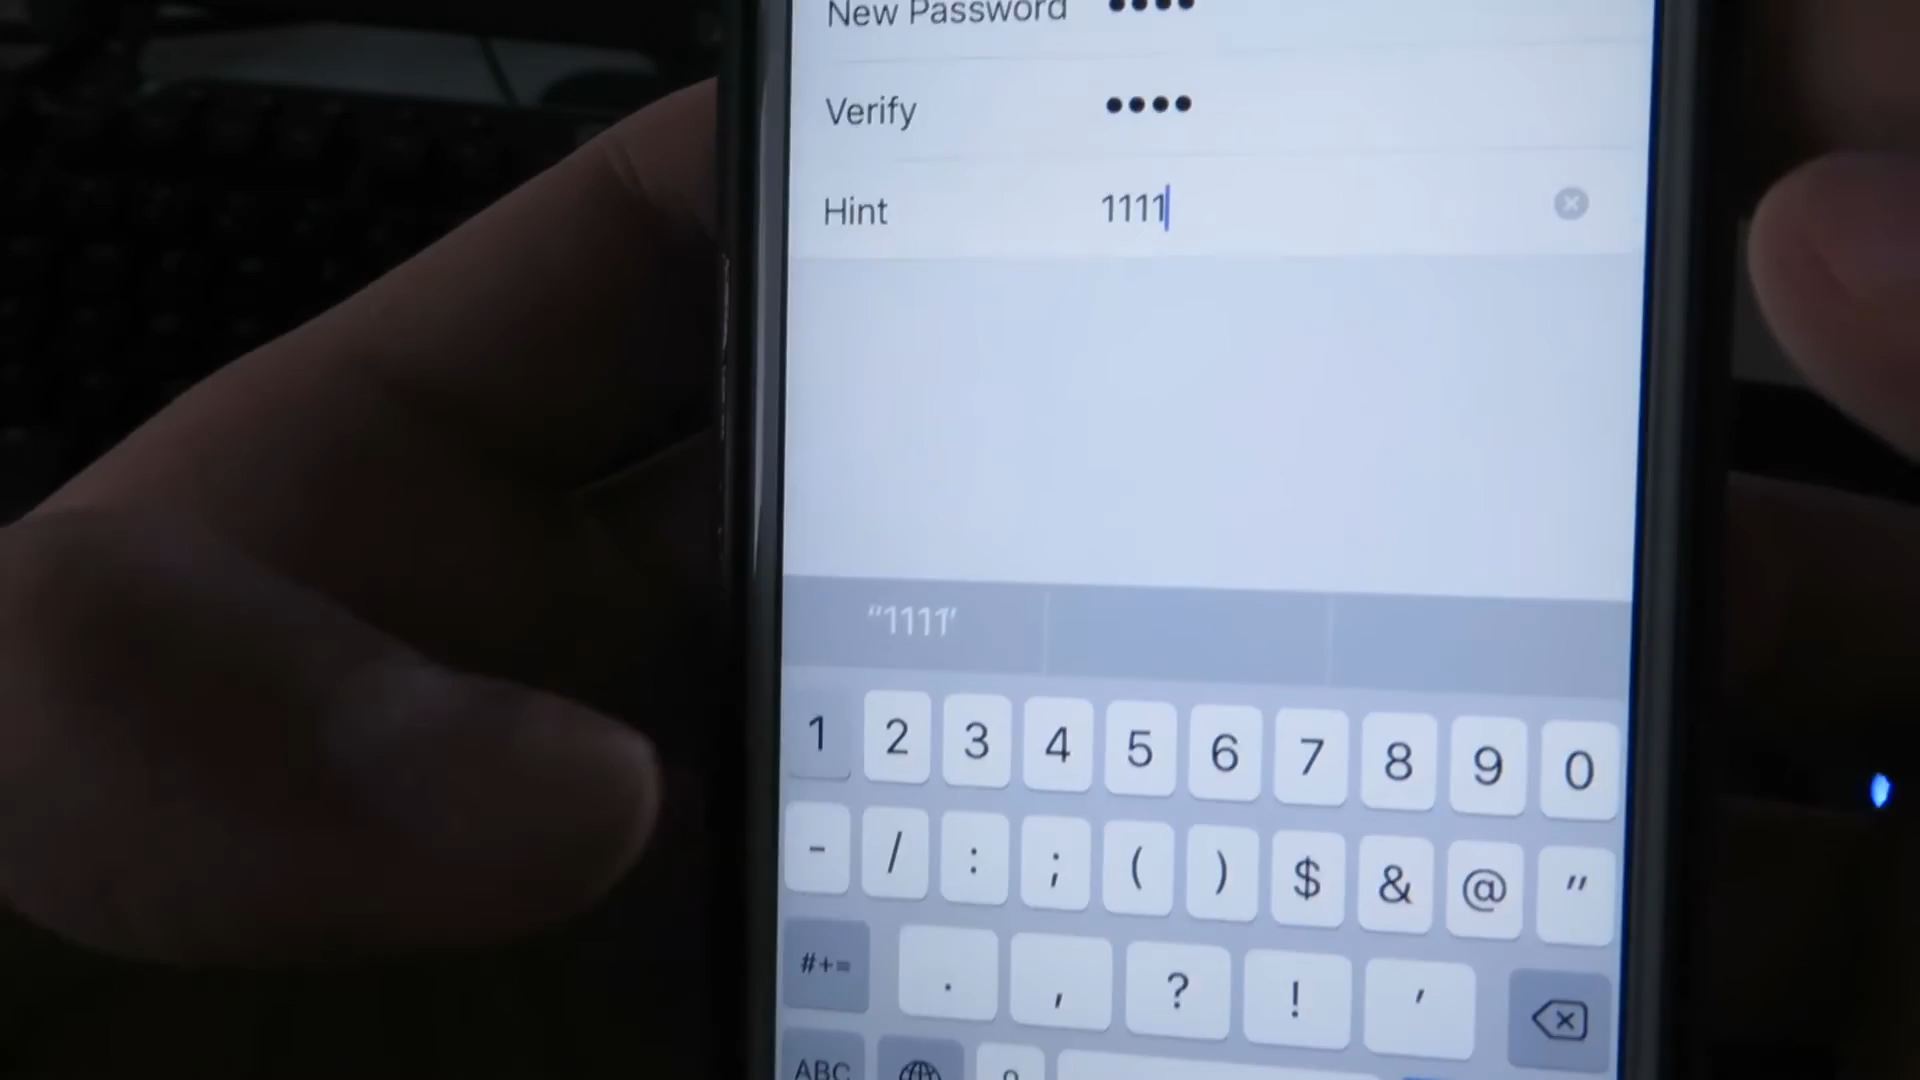 New Password ••••
Verify ••••
Hint 1111
“1111”
1 2 3 4 5 6 7 8 9 0
- / : ; ( ) $ & @ "
#+= . , ? ! '
ABC